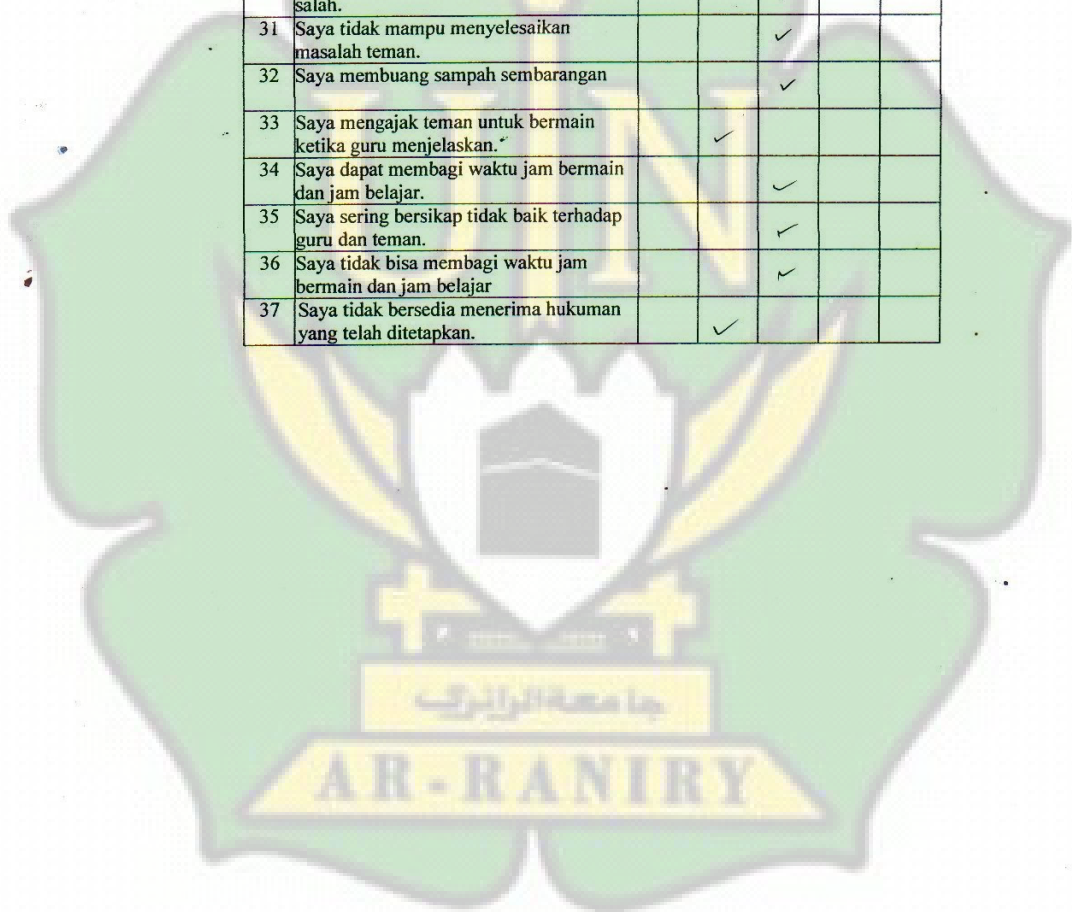 salah.
31 Saya tidak mampu menyelesaikan
masalah teman. ✓
32 Saya membuang sampah sembarangan ✓
33 Saya mengajak teman untuk bermain
ketika guru menjelaskan. ✓
34 Saya dapat membagi waktu jam bermain
dan jam belajar. ✓
35 Saya sering bersikap tidak baik terhadap
guru dan teman. ✓
36 Saya tidak bisa membagi waktu jam
bermain dan jam belajar ✓
37 Saya tidak bersedia menerima hukuman
yang telah ditetapkan. ✓
UIN
جامعة الرانري
AR-RANIRY